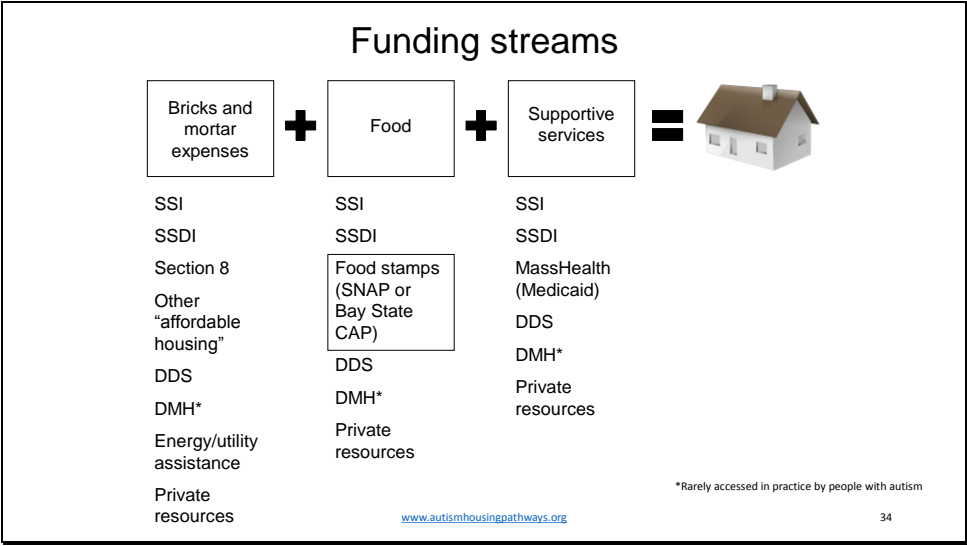 Funding streams
Bricks and
mortar
expenses
Food
Supportive
services
SSI
SSDI
Section 8
Other
“affordable
housing”
DDS
DMH*
Energy/utility
assistance
Private
resources
SSI
SSDI
Food stamps
(SNAP or
Bay State
CAP)
DDS
DMH*
Private
resources
SSI
SSDI
MassHealth
(Medicaid)
DDS
DMH*
Private
resources
*Rarely accessed in practice by people with autism
www.autismhousingpathways.org
34